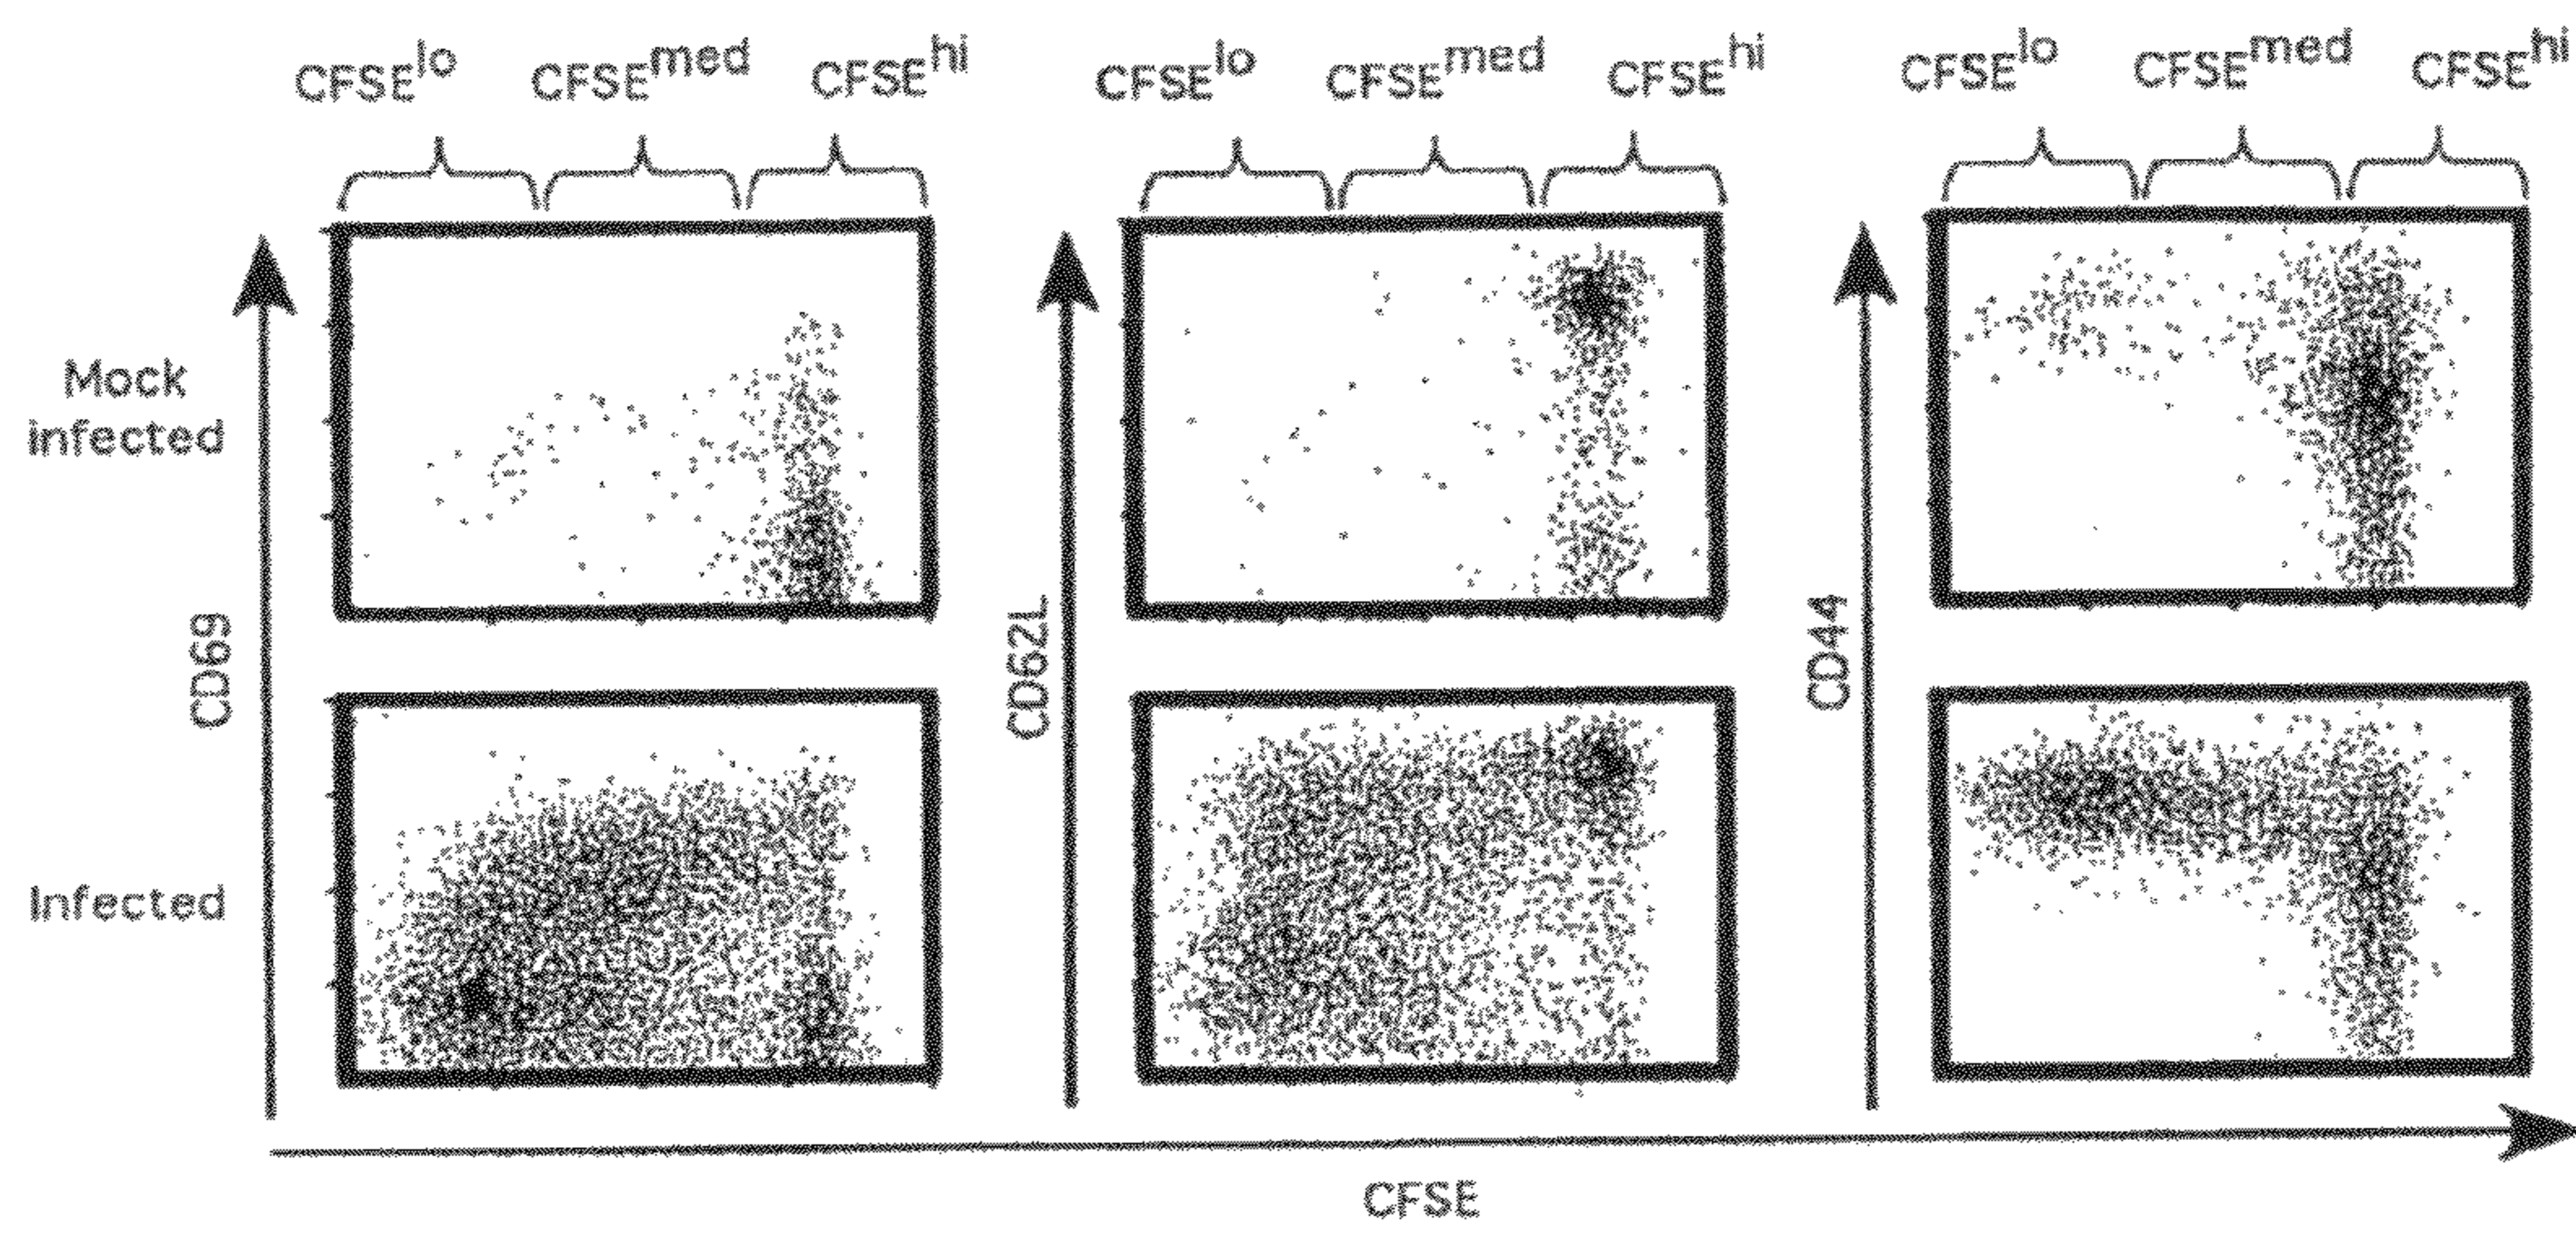 CFSElo CFSEmed CFSEhi CFSElo CFSEmed CFSEhi CFSElo CFSEmed CFSEhi
Mock
infected
CD69
CD62L
CD44
Infected
CFSE